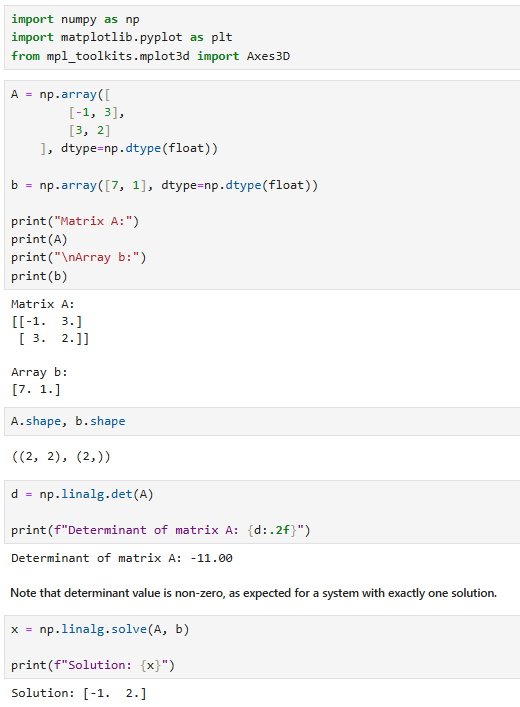 import numpy as np
import matplotlib.pyplot as plt
from mpl_toolkits.mplot3d import Axes3D
A = np.array([
        [-1, 3],
        [3, 2]
    ], dtype=np.dtype(float))
b = np.array([7, 1], dtype=np.dtype(float))
print("Matrix A:")
print(A)
print("\nArray b:")
print(b)
Matrix A:
[[-1.  3.]
 [ 3.  2.]]
Array b:
[7. 1.]
A.shape, b.shape
((2, 2), (2,))
d = np.linalg.det(A)
print(f"Determinant of matrix A: {d:.2f}")
Determinant of matrix A: -11.00
Note that determinant value is non-zero, as expected for a system with exactly one solution.
x = np.linalg.solve(A, b)
print(f"Solution: {x}")
Solution: [-1.  2.]